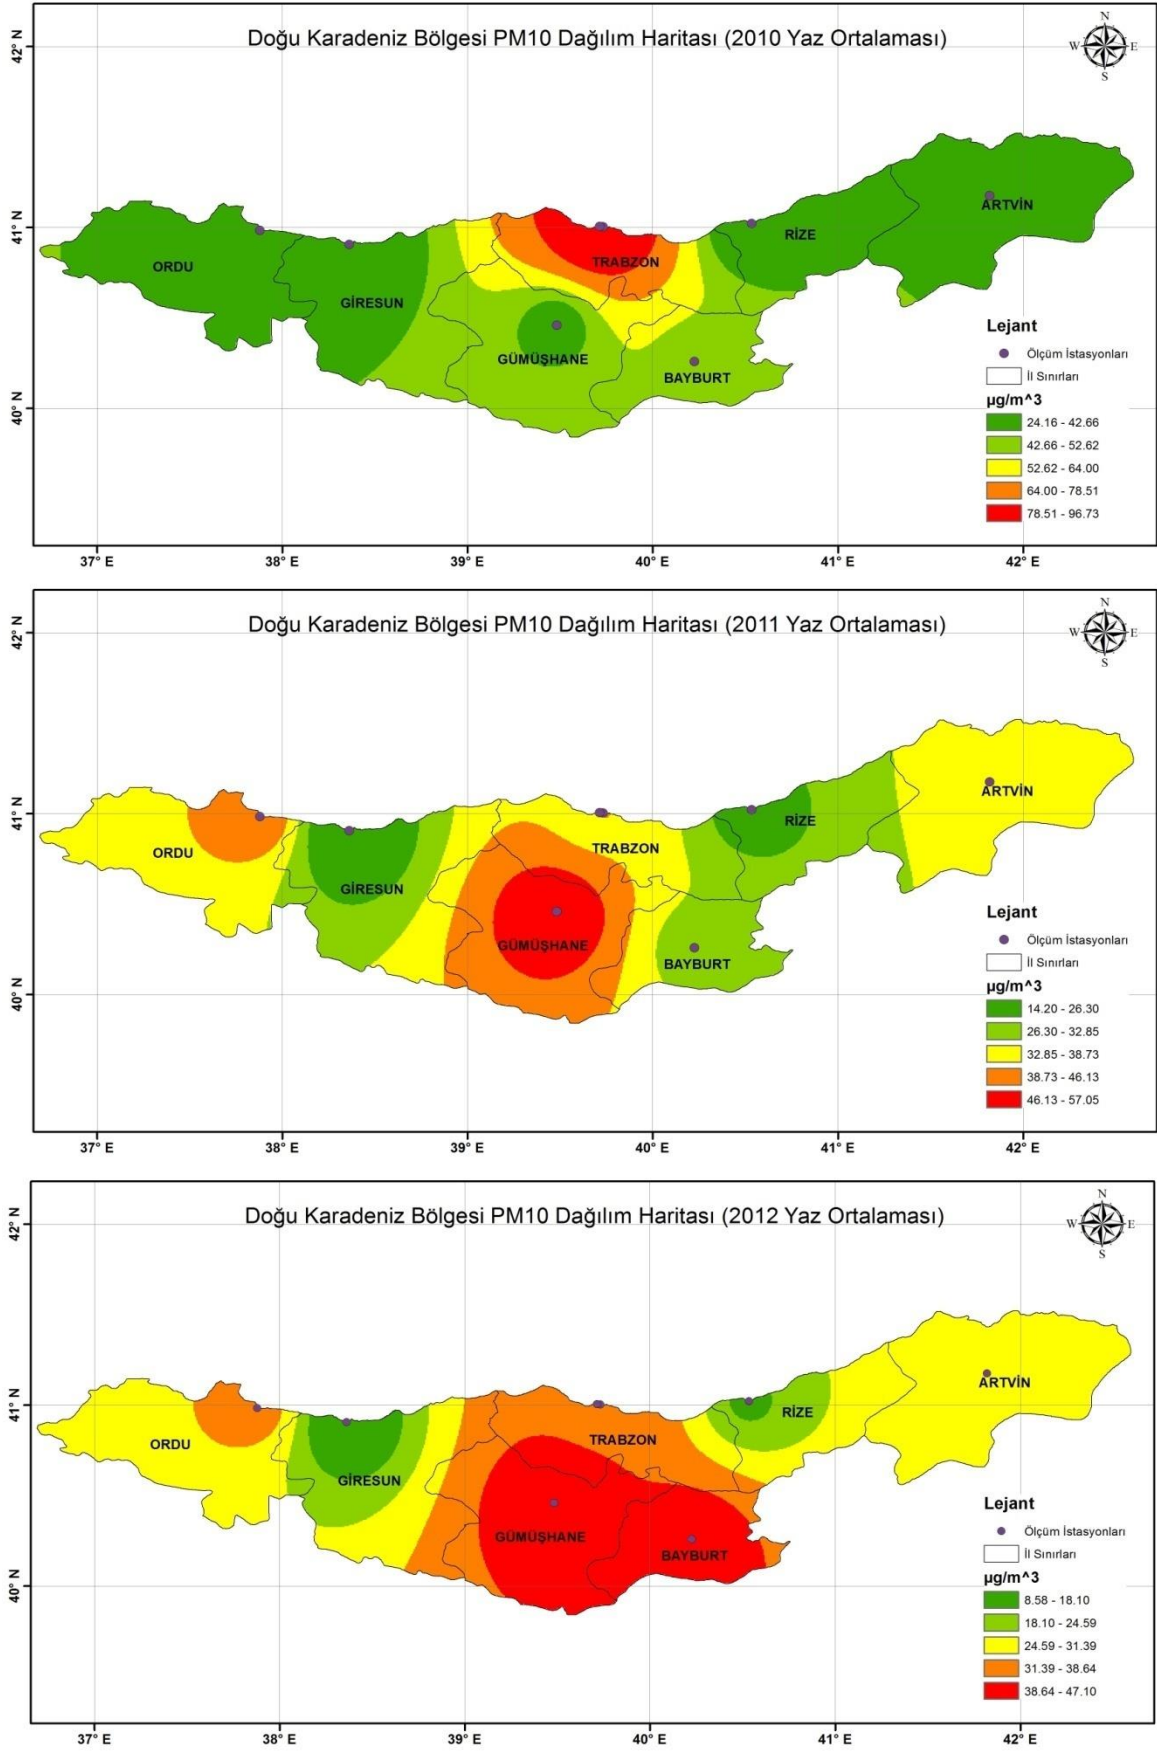 Doğu Karadeniz Bölgesi PM10 Dağılım Haritası (2010 Yaz Ortalaması)
N
W E
S
42° N
41° N
40° N
ORDU
GİRESUN
TRABZON
GÜMÜŞHANE
BAYBURT
RİZE
ARTVİN
Lejant
Ölçüm İstasyonları
İl Sınırları
µg/m^3
24.16 - 42.66
42.66 - 52.62
52.62 - 64.00
64.00 - 78.51
78.51 - 96.73
37° E 38° E 39° E 40° E 41° E 42° E
Doğu Karadeniz Bölgesi PM10 Dağılım Haritası (2011 Yaz Ortalaması)
N
W E
S
42° N
41° N
40° N
ORDU
GİRESUN
TRABZON
GÜMÜŞHANE
BAYBURT
RİZE
ARTVİN
Lejant
Ölçüm İstasyonları
İl Sınırları
µg/m^3
14.20 - 26.30
26.30 - 32.85
32.85 - 38.73
38.73 - 46.13
46.13 - 57.05
37° E 38° E 39° E 40° E 41° E 42° E
Doğu Karadeniz Bölgesi PM10 Dağılım Haritası (2012 Yaz Ortalaması)
N
W E
S
42° N
41° N
40° N
ORDU
GİRESUN
TRABZON
GÜMÜŞHANE
BAYBURT
RİZE
ARTVİN
Lejant
Ölçüm İstasyonları
İl Sınırları
µg/m^3
8.58 - 18.10
18.10 - 24.59
24.59 - 31.39
31.39 - 38.64
38.64 - 47.10
37° E 38° E 39° E 40° E 41° E 42° E